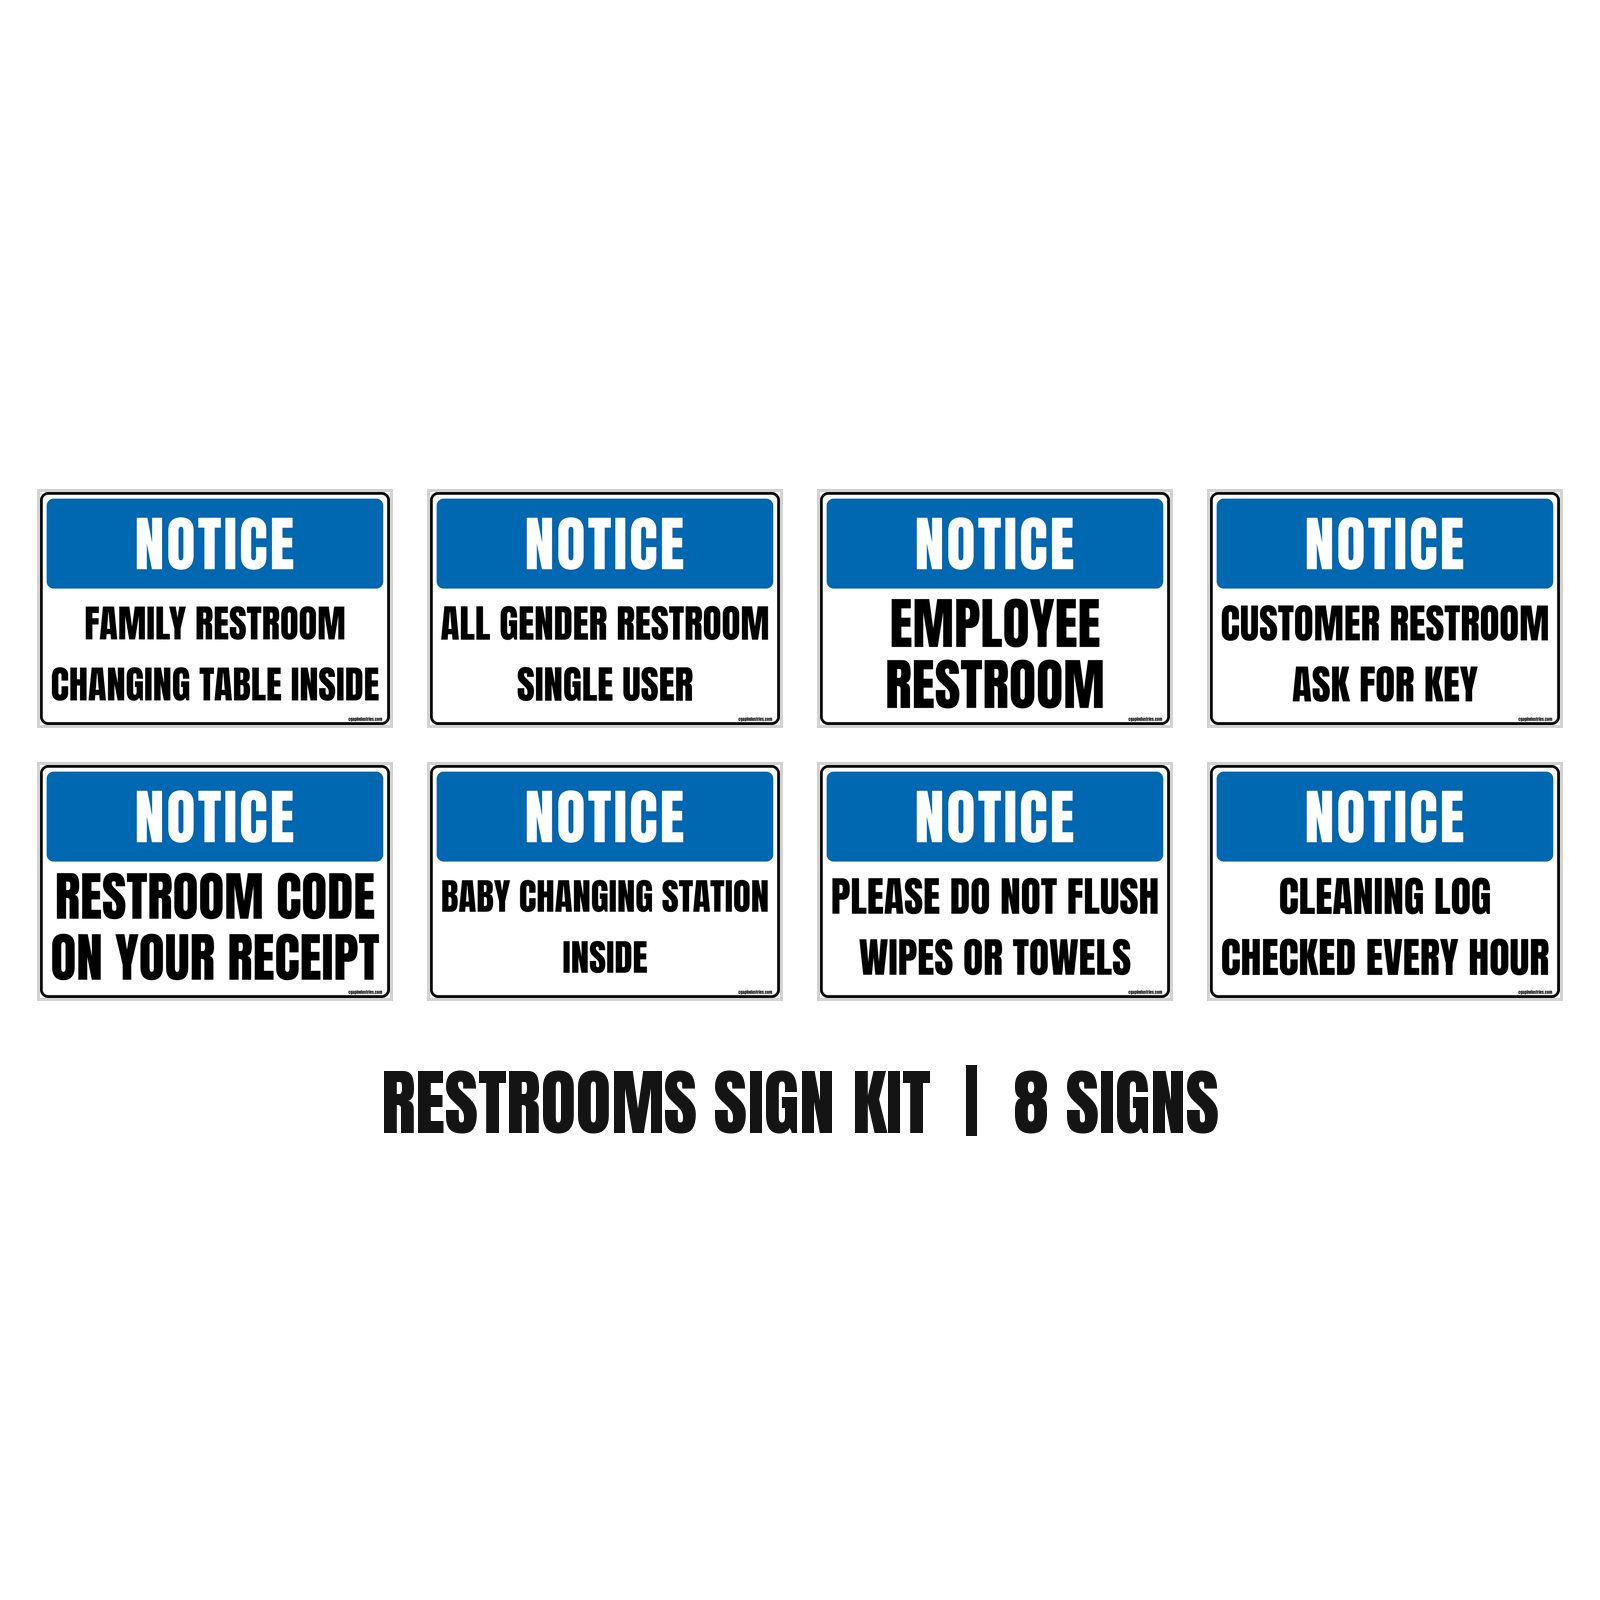 NOTICE
FAMILY RESTROOM
CHANGING TABLE INSIDE
NOTICE
ALL GENDER RESTROOM
SINGLE USER
NOTICE
EMPLOYEE
RESTROOM
NOTICE
CUSTOMER RESTROOM
ASK FOR KEY
NOTICE
RESTROOM CODE
ON YOUR RECEIPT
NOTICE
BABY CHANGING STATION
INSIDE
NOTICE
PLEASE DO NOT FLUSH
WIPES OR TOWELS
NOTICE
CLEANING LOG
CHECKED EVERY HOUR
RESTROOMS SIGN KIT | 8 SIGNS